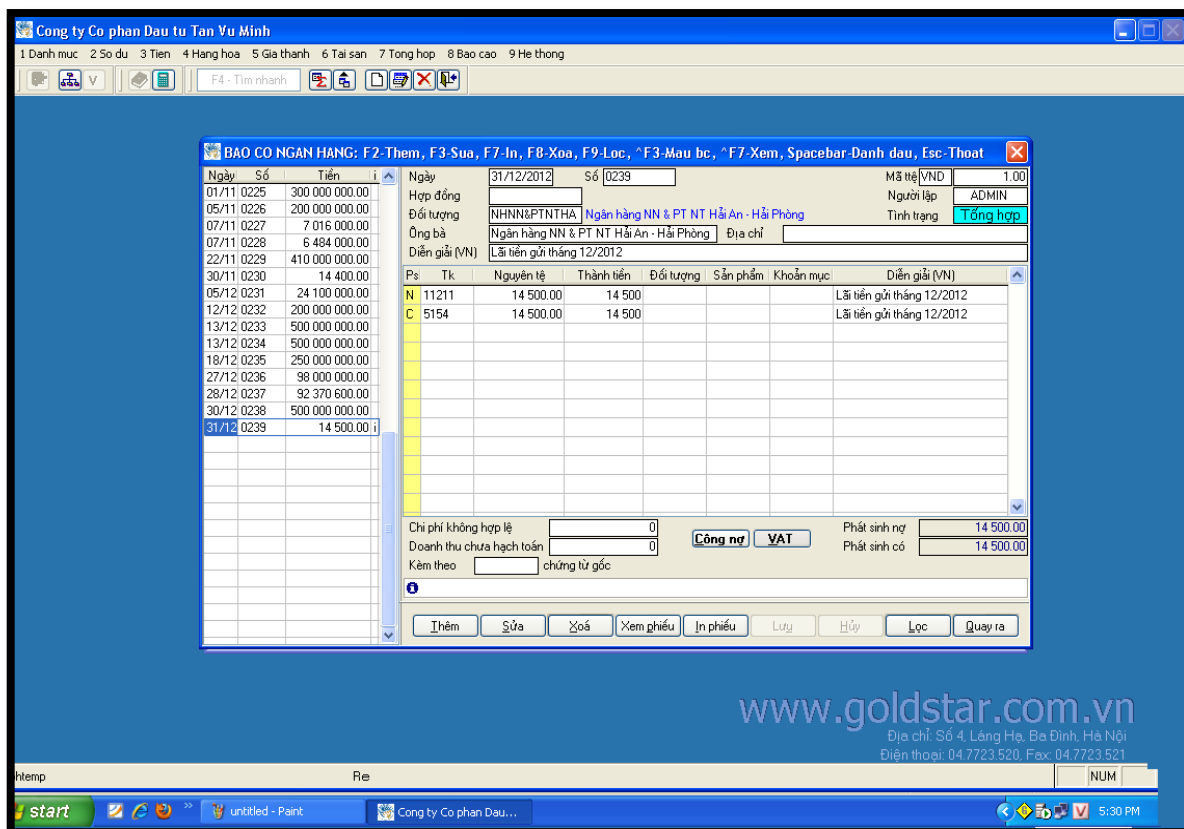 Cong ty Co phan Dau tu Tan Vu Minh
1 Danh muc 2 So du 3 Tien 4 Hang hoa 5 Gia thanh 6 Tai san 7 Tong hop 8 Bao cao 9 He thong
V F4 - Tim nhanh
BAO CO NGAN HANG: F2-Them, F3-Sua, F7-In, F8-Xoa, F9-Loc, ^F3-Mau bc, ^F7-Xem, Spacebar-Danh dau, Esc-Thoat
Ngày Số Tiền i
01/11 0225 300 000 000.00
05/11 0226 200 000 000.00
07/11 0227 7 016 000.00
07/11 0228 6 484 000.00
22/11 0229 410 000 000.00
30/11 0230 14 400.00
05/12 0231 24 100 000.00
12/12 0232 200 000 000.00
13/12 0233 500 000 000.00
13/12 0234 500 000 000.00
18/12 0235 250 000 000.00
27/12 0236 98 000 000.00
28/12 0237 92 370 600.00
30/12 0238 500 000 000.00
31/12 0239 14 500.00 i
Ngày 31/12/2012 Số 0239 Mã ttệ VND 1.00
Hợp đồng Người lập ADMIN
Đối tượng NHNN&PTNTHA Ngân hàng NN & PT NT Hải An - Hải Phòng Tình trạng Tổng hợp
Ông bà Ngân hàng NN & PT NT Hải An - Hải Phòng Địa chỉ
Diễn giải (VN) Lãi tiền gửi tháng 12/2012
Ps Tk Nguyên tệ Thành tiền Đối tượng Sản phẩm Khoản mục Diễn giải (VN)
N 11211 14 500.00 14 500 Lãi tiền gửi tháng 12/2012
C 5154 14 500.00 14 500 Lãi tiền gửi tháng 12/2012
Chi phí không hợp lệ 0 Công nợ VAT Phát sinh nợ 14 500.00
Doanh thu chưa hạch toán 0 Phát sinh có 14 500.00
Kèm theo chứng từ gốc
Thêm Sửa Xoá Xem phiếu In phiếu Lưu Hủy Lọc Quay ra
www.goldstar.com.vn
Địa chỉ: Số 4, Láng Hạ, Ba Đình, Hà Nội
Điện thoại: 04.7723.520, Fax: 04.7723.521
htemp Re NUM
start untitled - Paint Cong ty Co phan Dau... V 5:30 PM